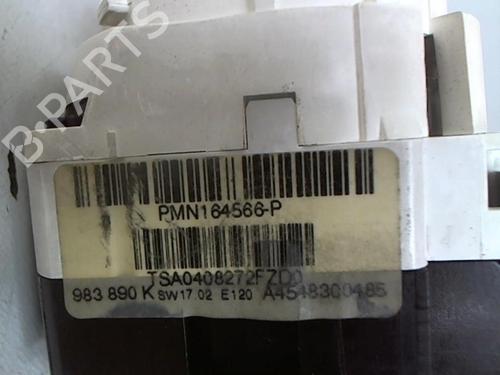 B-PARTS
PMN164566-P
TSA0408272FZD0
983 890 K SW17.02 E120 A4548300485